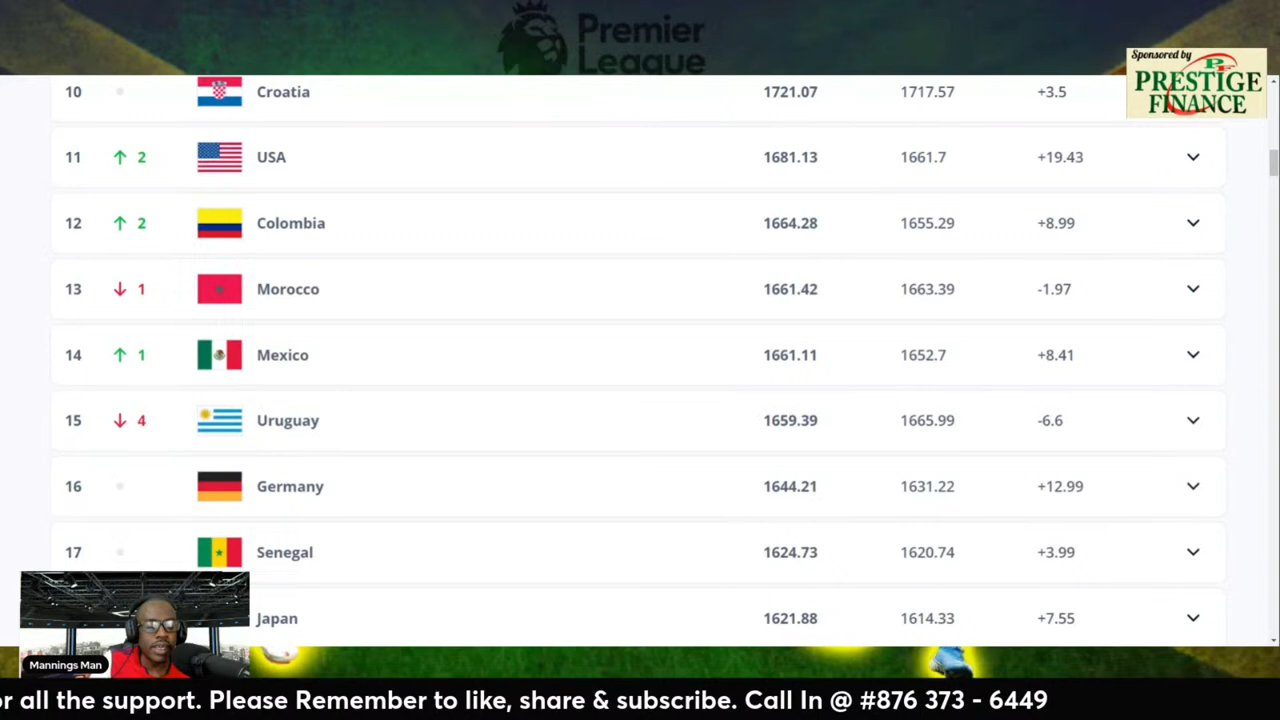 Premier
League
Sponsored by
PF
PRESTIGE
FINANCE
10 Croatia 1721.07 1717.57 +3.5
11 2 USA 1681.13 1661.7 +19.43
12 2 Colombia 1664.28 1655.29 +8.99
13 1 Morocco 1661.42 1663.39 -1.97
14 1 Mexico 1661.11 1652.7 +8.41
15 4 Uruguay 1659.39 1665.99 -6.6
16 Germany 1644.21 1631.22 +12.99
17 Senegal 1624.73 1620.74 +3.99
Japan 1621.88 1614.33 +7.55
Mannings Man
or all the support. Please Remember to like, share & subscribe. Call In @ #876 373 - 6449